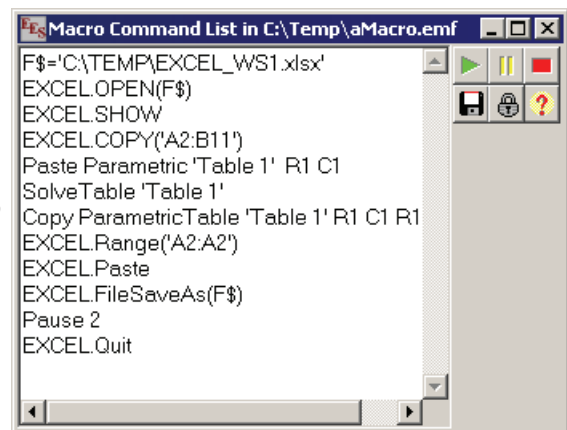 EES Macro Command List in C:\Temp\aMacro.emf
F$='C:\TEMP\EXCEL_WS1.xlsx'
EXCEL.OPEN(F$)
EXCEL.SHOW
EXCEL.COPY('A2:B11')
Paste Parametric 'Table 1' R1 C1
SolveTable 'Table 1'
Copy ParametricTable 'Table 1' R1 C1 R1
EXCEL.Range('A2:A2')
EXCEL.Paste
EXCEL.FileSaveAs(F$)
Pause 2
EXCEL.Quit